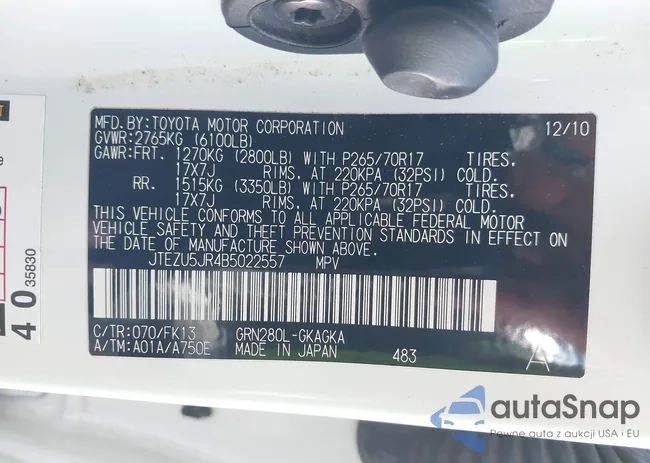 MFD.BY:TOYOTA MOTOR CORPORATION 12/10
GVWR:2765KG (6100LB)
GAWR:FRT. 1270KG (2800LB) WITH P265/70R17 TIRES.
17X7J RIMS, AT 220KPA (32PSI) COLD.
RR. 1515KG (3350LB) WITH P265/70R17 TIRES.
17X7J RIMS, AT 220KPA (32PSI) COLD.
THIS VEHICLE CONFORMS TO ALL APPLICABLE FEDERAL MOTOR
VEHICLE SAFETY AND THEFT PREVENTION STANDARDS IN EFFECT ON
THE DATE OF MANUFACTURE SHOWN ABOVE.
JTEZU5JR4B5022557 MPV
C/TR:070/FK13 GRN280L-GKAGKA
A/TM:A01A/A750E MADE IN JAPAN 483 A
40 35830
autaSnap
Pewne auta z aukcji USA i EU